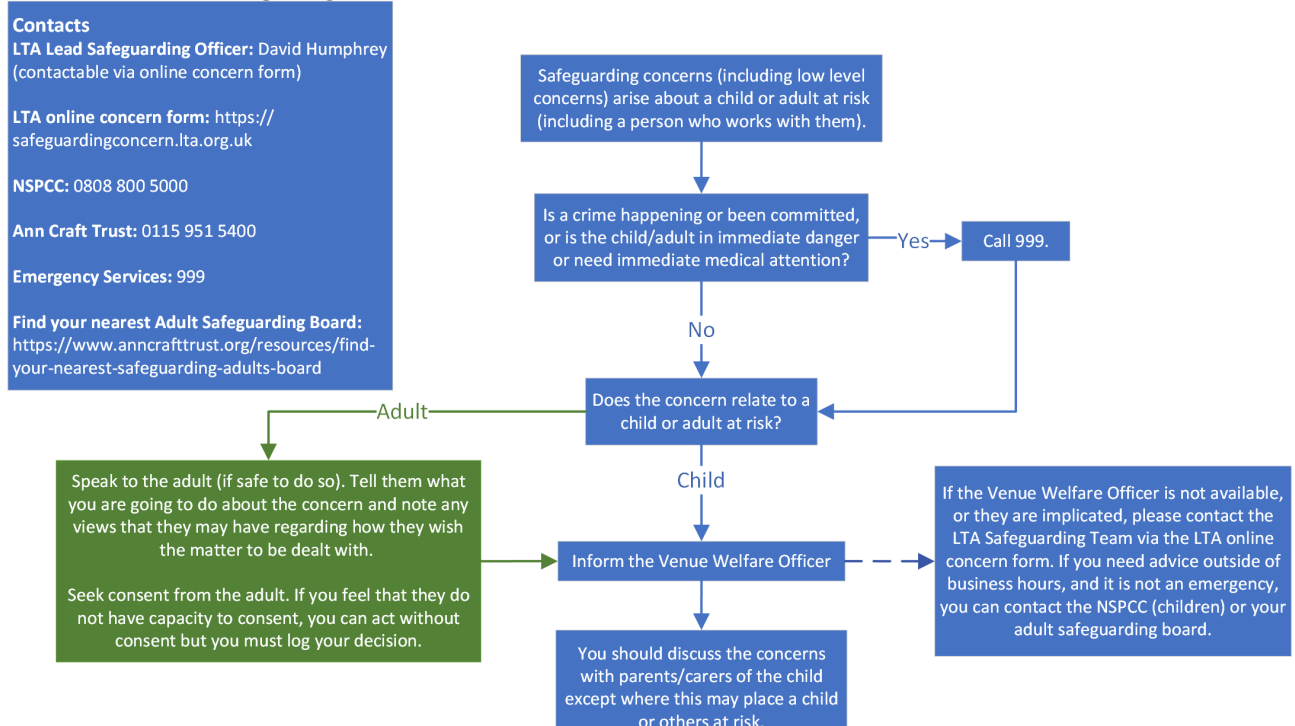 Contacts
LTA Lead Safeguarding Officer: David Humphrey
(contactable via online concern form)
LTA online concern form: https://
safeguardingconcern.lta.org.uk
NSPCC: 0808 800 5000
Ann Craft Trust: 0115 951 5400
Emergency Services: 999
Find your nearest Adult Safeguarding Board:
https://www.anncrafttrust.org/resources/find-
your-nearest-safeguarding-adults-board
Safeguarding concerns (including low level
concerns) arise about a child or adult at risk
(including a person who works with them).
Is a crime happening or been committed,
or is the child/adult in immediate danger
or need immediate medical attention?
Yes
Call 999.
No
Does the concern relate to a
child or adult at risk?
Adult
Child
Speak to the adult (if safe to do so). Tell them what
you are going to do about the concern and note any
views that they may have regarding how they wish
the matter to be dealt with.
Seek consent from the adult. If you feel that they do
not have capacity to consent, you can act without
consent but you must log your decision.
Inform the Venue Welfare Officer
If the Venue Welfare Officer is not available,
or they are implicated, please contact the
LTA Safeguarding Team via the LTA online
concern form. If you need advice outside of
business hours, and it is not an emergency,
you can contact the NSPCC (children) or your
adult safeguarding board.
You should discuss the concerns
with parents/carers of the child
except where this may place a child
or others at risk.